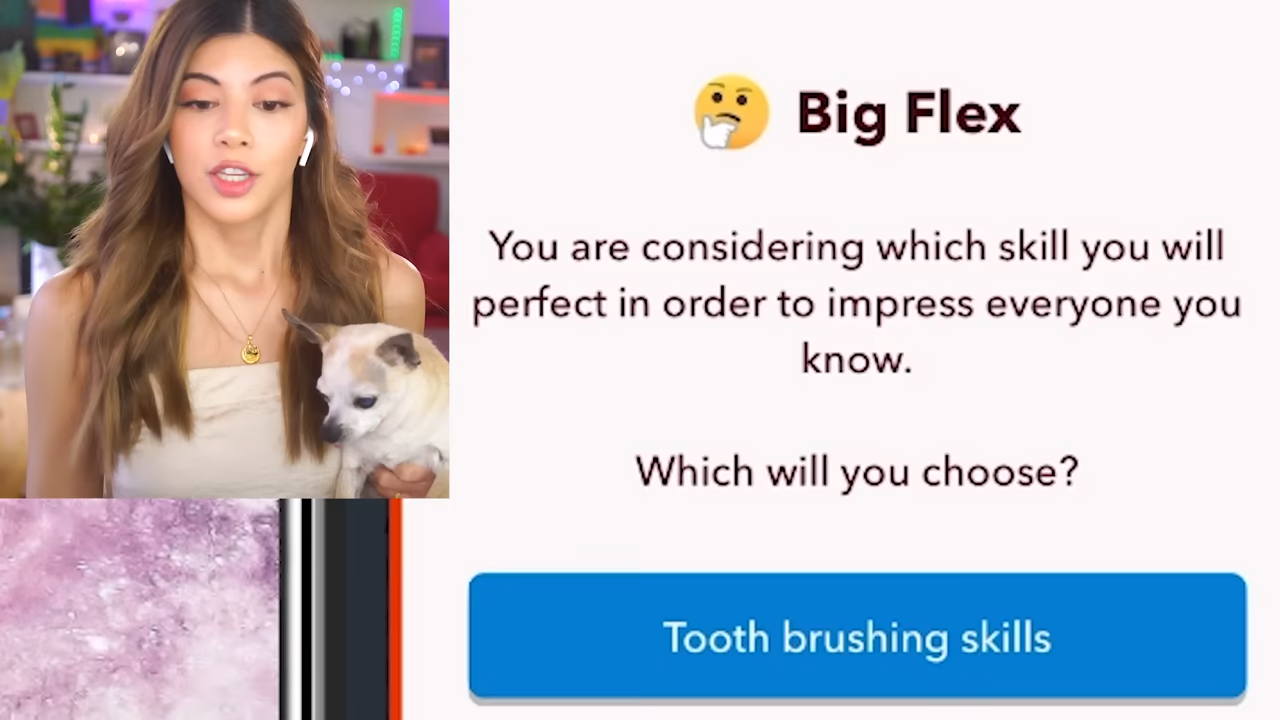 Big Flex
You are considering which skill you will
perfect in order to impress everyone you
know.
Which will you choose?
Tooth brushing skills